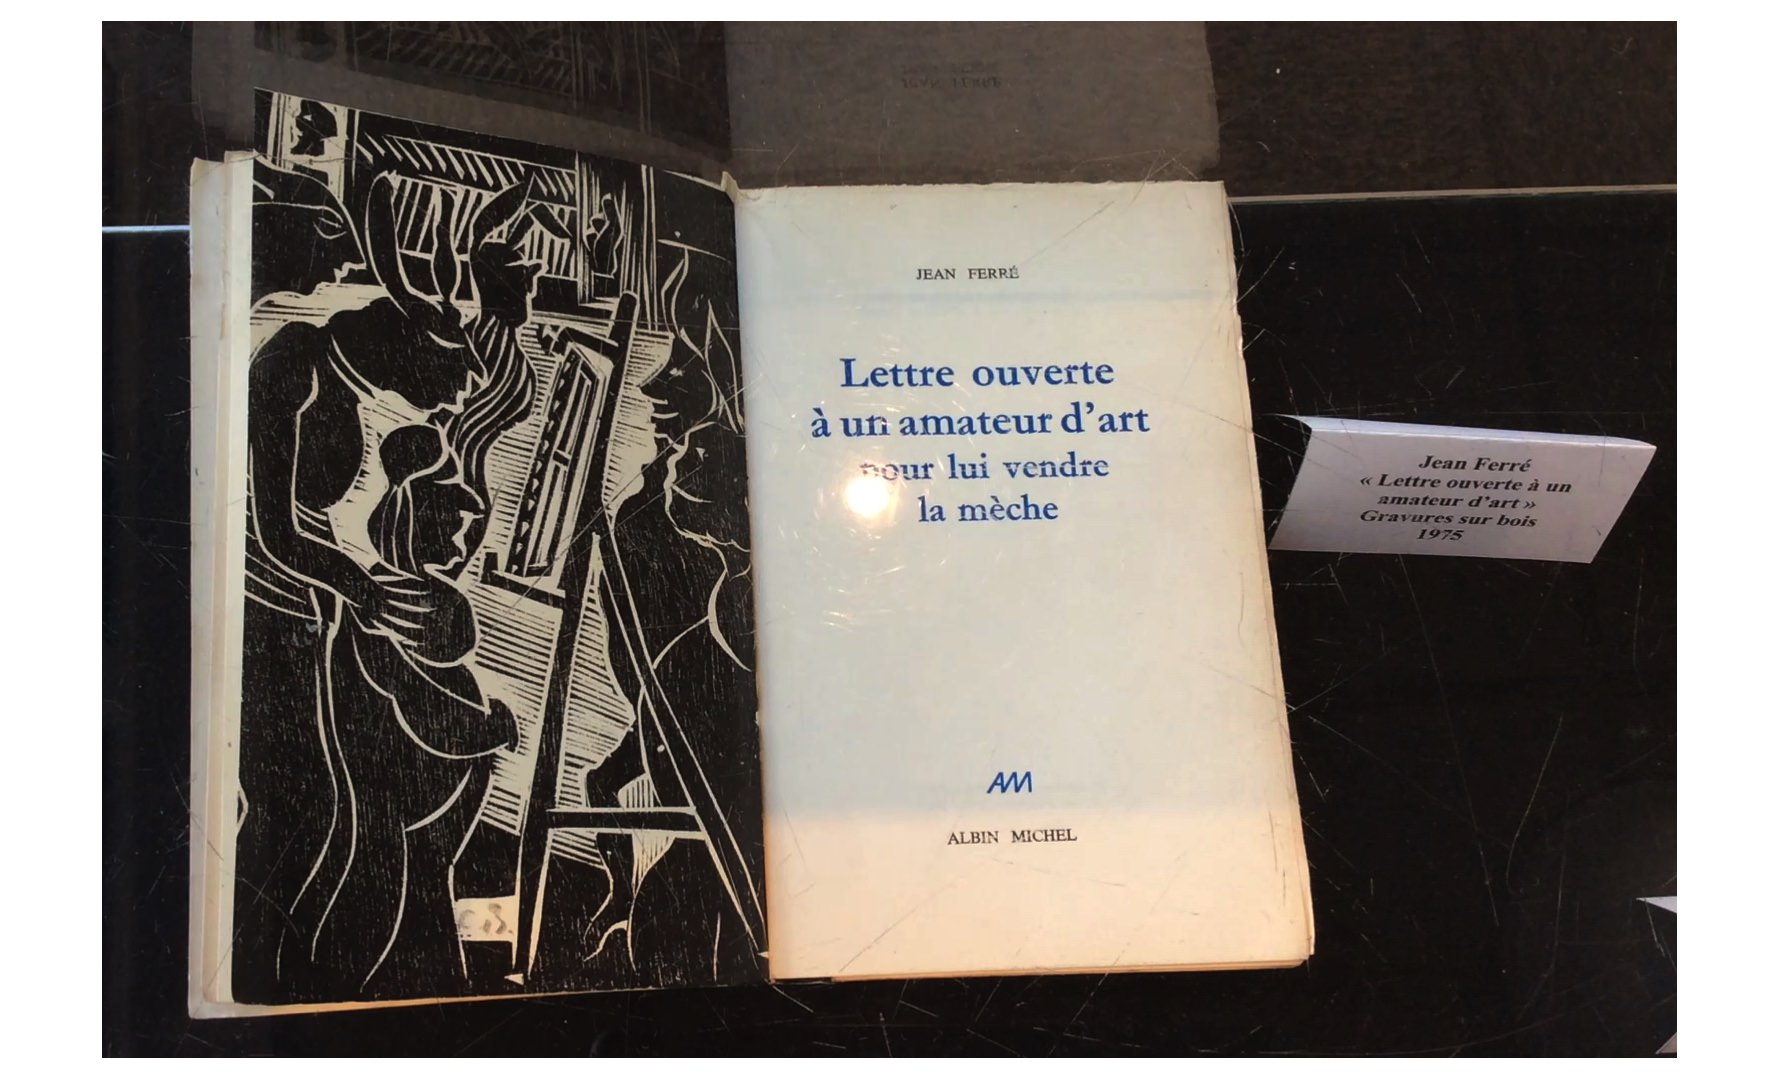 JEAN FERRÉ
Lettre ouverte
à un amateur d'art
pour lui vendre
la mèche
AM
ALBIN MICHEL
Jean Ferré
« Lettre ouverte à un
amateur d'art »
Gravures sur bois
1975